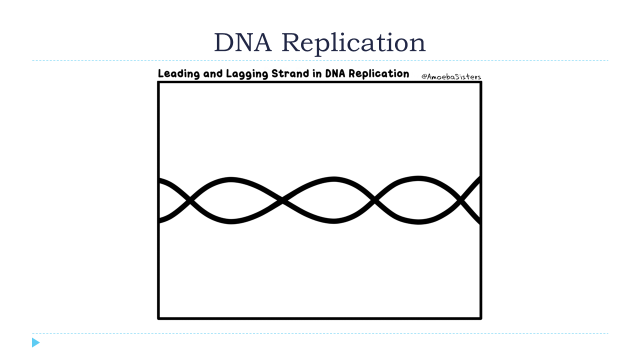 DNA Replication
Leading and Lagging Strand in DNA Replication @AmoebaSisters